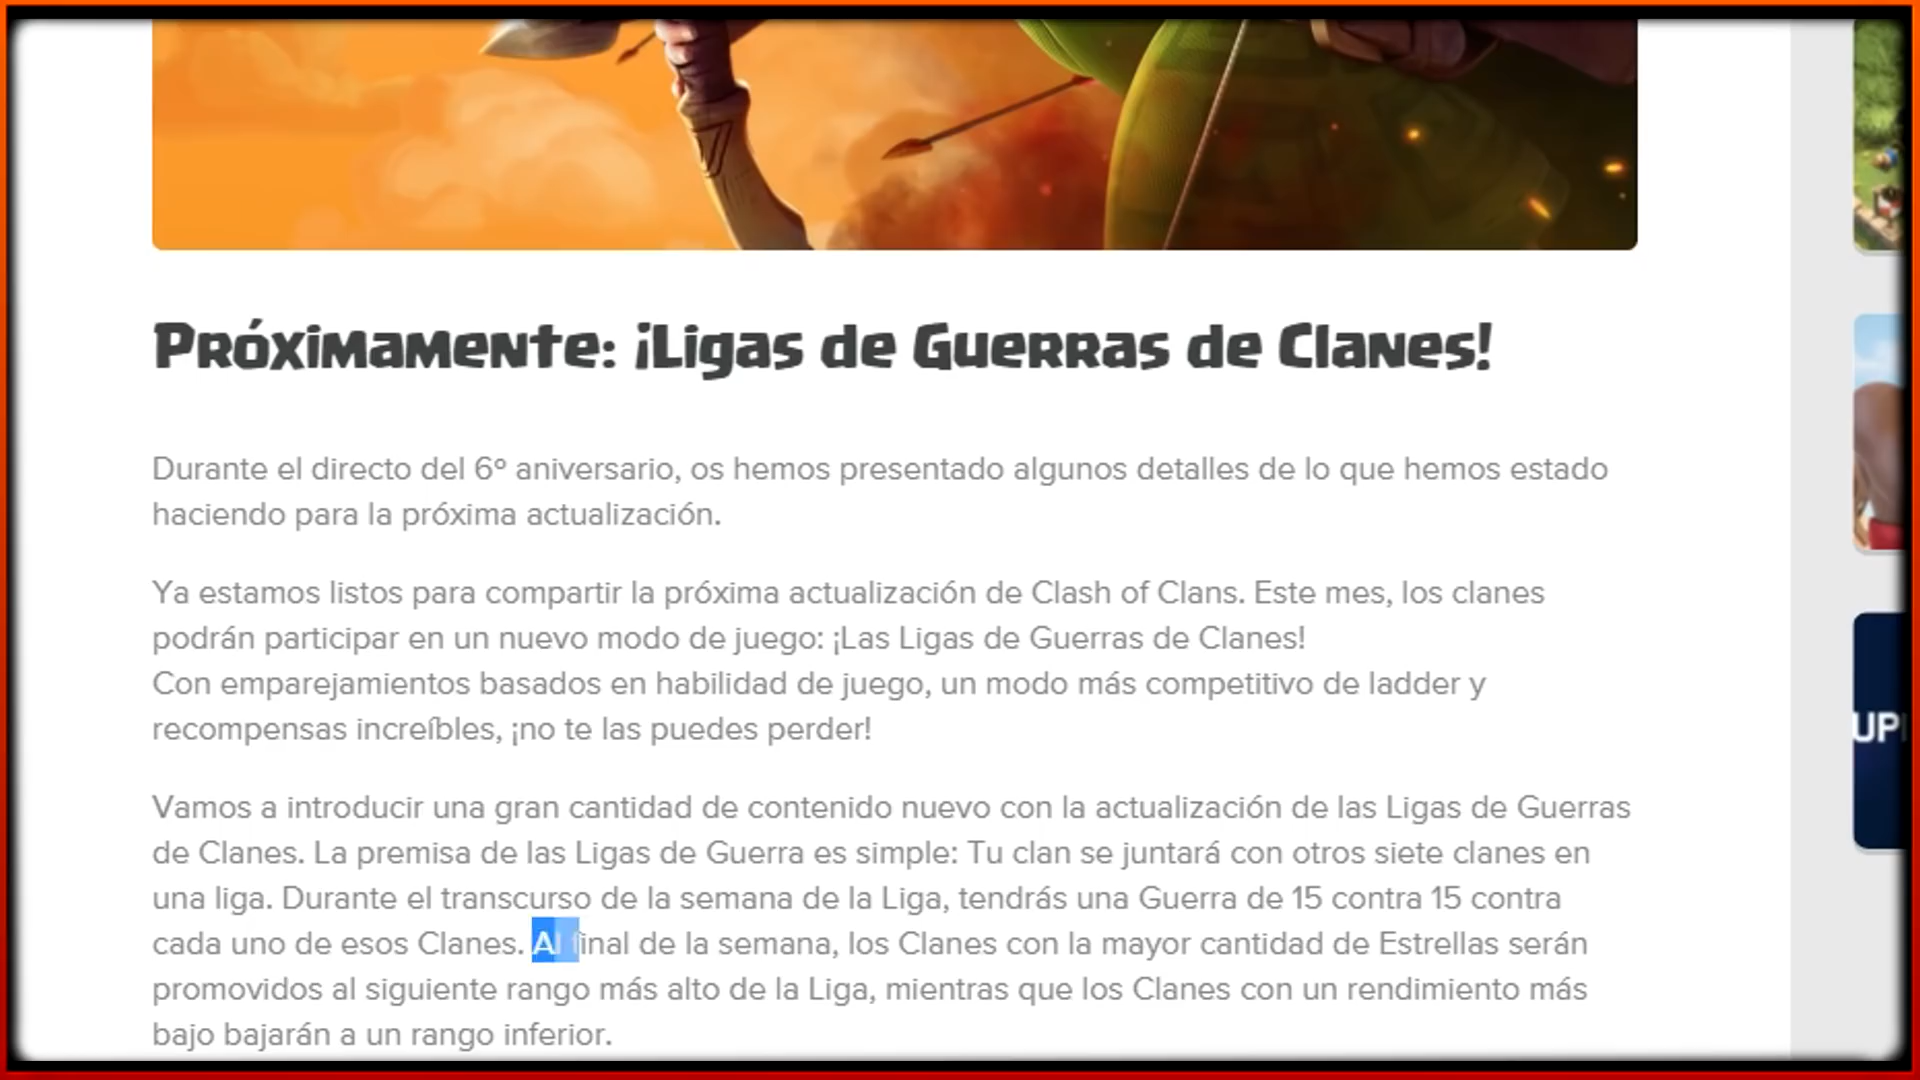 Próximamente: ¡Ligas de Guerras de Clanes!
Durante el directo del 6º aniversario, os hemos presentado algunos detalles de lo que hemos estado
haciendo para la próxima actualización.
Ya estamos listos para compartir la próxima actualización de Clash of Clans. Este mes, los clanes
podrán participar en un nuevo modo de juego: ¡Las Ligas de Guerras de Clanes!
Con emparejamientos basados en habilidad de juego, un modo más competitivo de ladder y
recompensas increíbles, ¡no te las puedes perder!
Vamos a introducir una gran cantidad de contenido nuevo con la actualización de las Ligas de Guerras
de Clanes. La premisa de las Ligas de Guerra es simple: Tu clan se juntará con otros siete clanes en
una liga. Durante el transcurso de la semana de la Liga, tendrás una Guerra de 15 contra 15 contra
cada uno de esos Clanes. Al final de la semana, los Clanes con la mayor cantidad de Estrellas serán
promovidos al siguiente rango más alto de la Liga, mientras que los Clanes con un rendimiento más
bajo bajarán a un rango inferior.